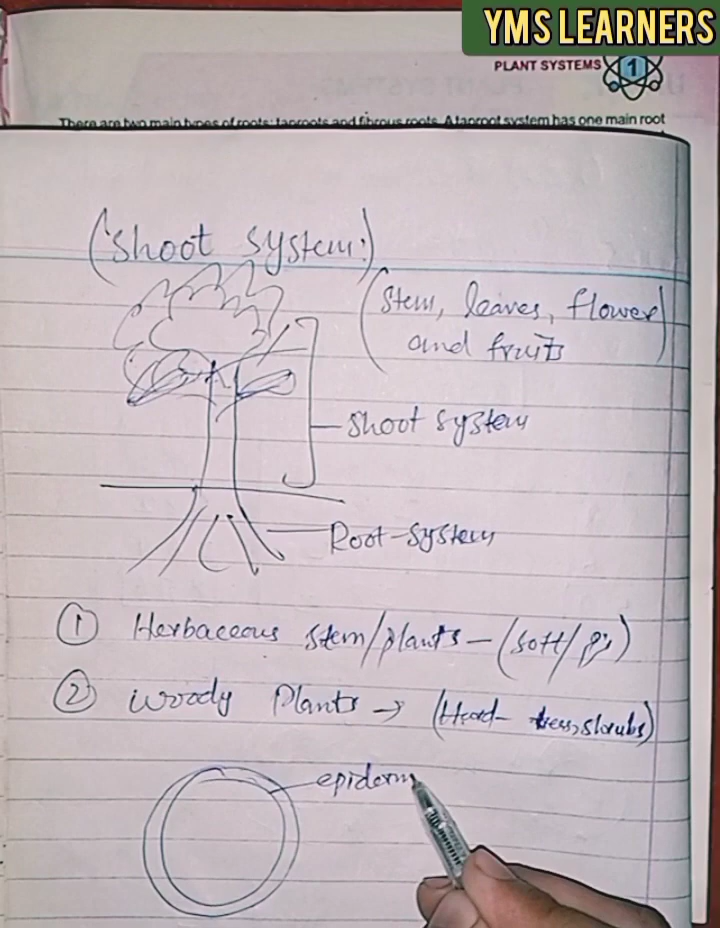 YMS LEARNERS
PLANT SYSTEMS 1
There are two main types of roots: taproots and fibrous roots. A taproot system has one main root
(shoot system:)
(Stem, leaves, flower
and fruits)
shoot system
Root system
① Herbaceous stem/plants – (soft/
② Woody Plants → (Hard- trees, shrubs)
epiderm